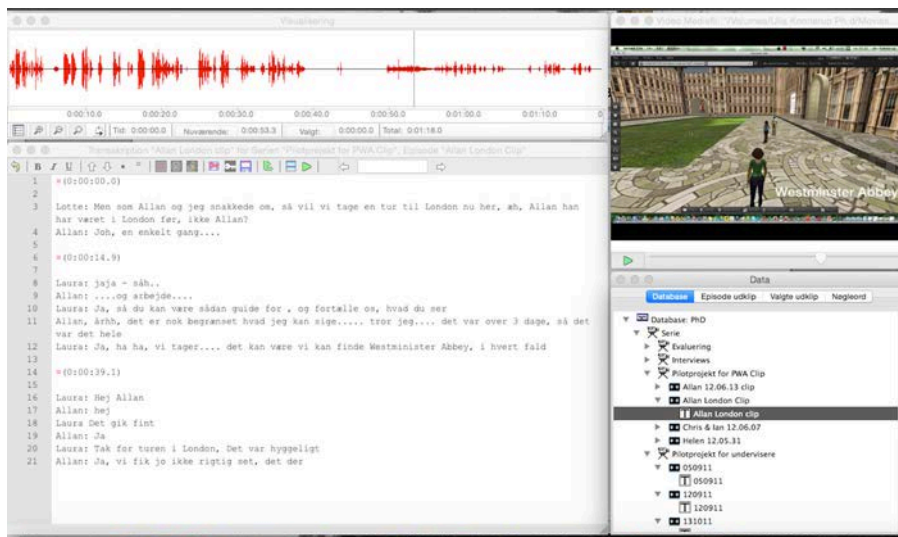 Visualisering
Video Mediefil: "/Volumes/Ulla Konnerup Ph.d/Movies
0:00:10.0 0:00:20.0 0:00:30.0 0:00:40.0 0:00:50.0 0:01:00.0 0:01:10.0
Tid: 0:00:00.0 Nuværende: 0:00:53.3 Valgt: 0:00:00.0 Total: 0:01:18.0
Westminster Abbey
Transkription "Allan London clip" for Serien "Pilotprojekt for PWA Clip", Episode "Allan London Clip"
B I U
1 (0:00:00.0)
2
3 Lotte: Men som Allan og jeg snakkede om, så vil vi tage en tur til London nu her, øh, Allan han
har været i London før, ikke Allan?
4 Allan: Joh, en enkelt gang....
5
6 (0:00:14.9)
7
8 Laura: jaja - såh..
9 Allan: ....og arbejde....
10 Laura: Ja, så du kan være sådan guide for , og fortælle os, hvad du ser
11 Allan, århh, det er nok begrænset hvad jeg kan sige..... tror jeg.... det var over 3 dage, så det
var det hele
12 Laura: Ja, ha ha, vi tager.... det kan være vi kan finde Westminister Abbey, i hvert fald
13
14 (0:00:39.1)
15
16 Laura: Hej Allan
17 Allan: hej
18 Laura Det gik fint
19 Allan: Ja
20 Laura: Tak for turen i London, Det var hyggeligt
21 Allan: Ja, vi fik jo ikke rigtig set, det der
Data
Database Episode udklip Valgte udklip Nøgleord
Database: PhD
Serie
Evaluering
Interviews
Pilotprojekt for PWA Clip
Allan 12.06.13 clip
Allan London Clip
Allan London clip
Chris & Ian 12.06.07
Helen 12.05.31
Pilotprojekt for undervisere
050911
050911
120911
120911
131011